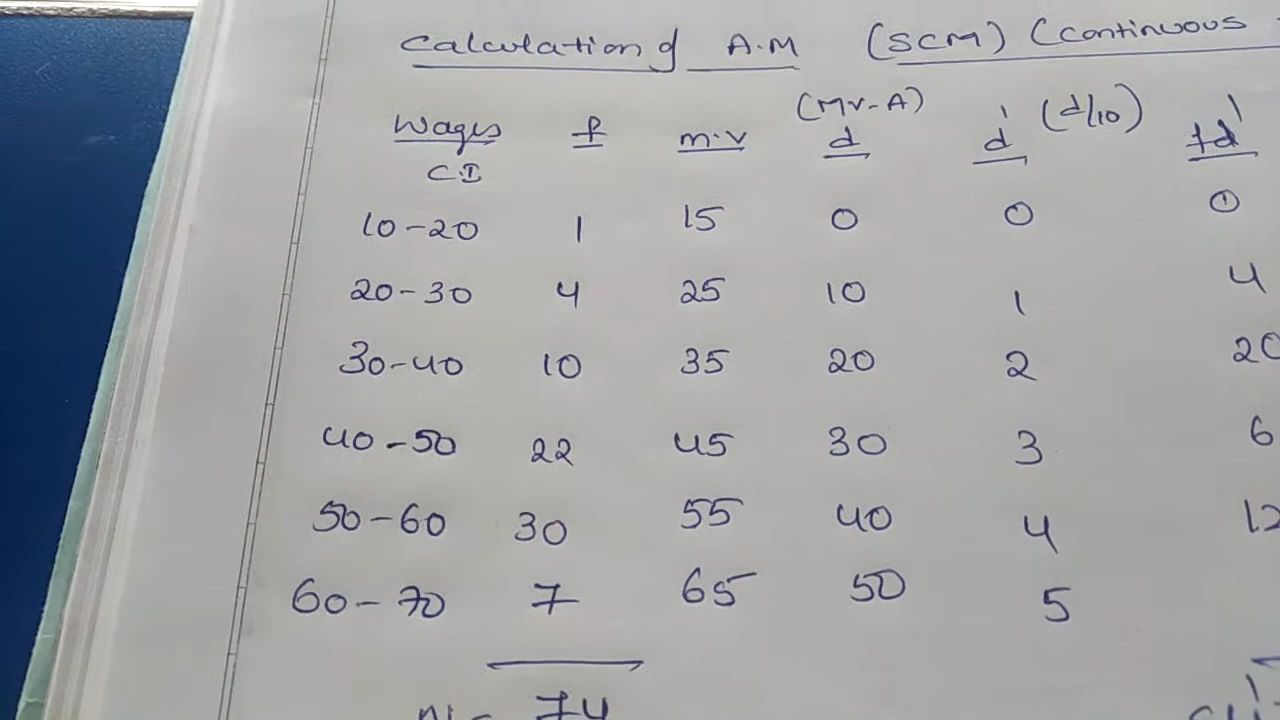 Calculation of A.M (SCM) (Continuous
Wages f m.v (MV-A) d d' (d/10) fd'
C.I
10-20 1 15 0 0 0
20-30 4 25 10 1 4
30-40 10 35 20 2 20
40-50 22 45 30 3 6
50-60 30 55 40 4 12
60-70 7 65 50 5
N = 74